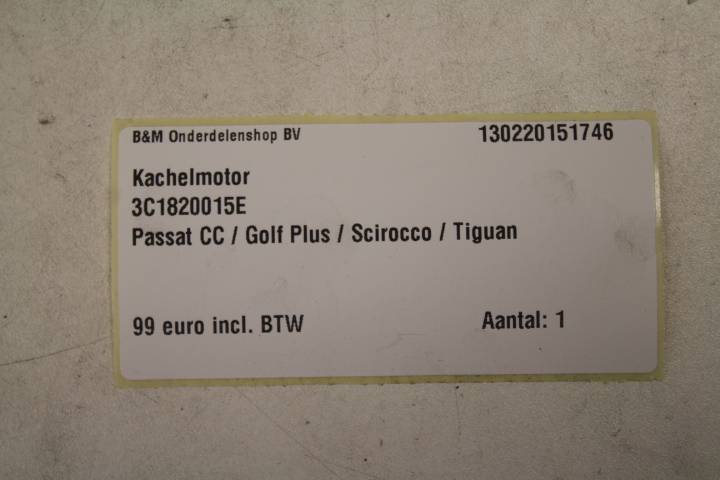 B&M Onderdelenshop BV 130220151746
Kachelmotor
3C1820015E
Passat CC / Golf Plus / Scirocco / Tiguan
99 euro incl. BTW Aantal: 1